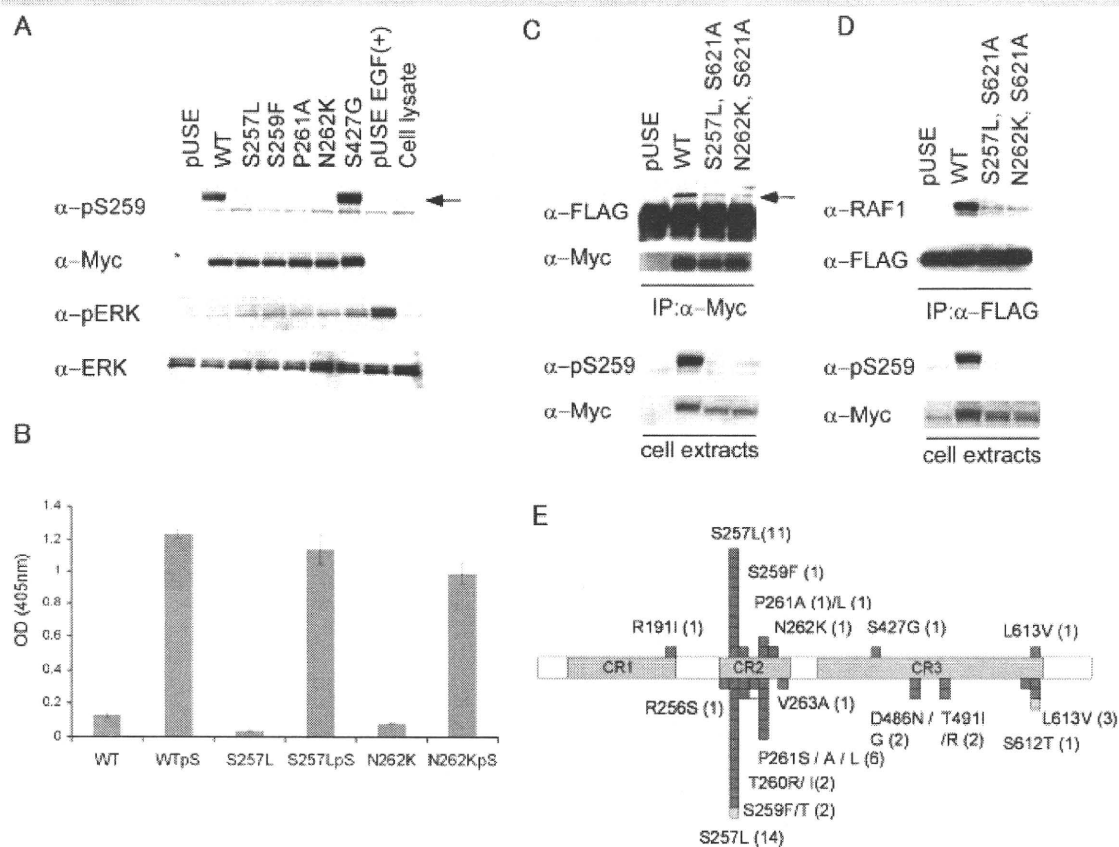 A
pUSE
WT
S257L
S259F
P261A
N262K
S427G
pUSE EGF(+)
Cell lysate
α-pS259
α-Myc
α-pERK
α-ERK
B
OD (405nm)
1.4
1.2
1
0.8
0.6
0.4
0.2
0
WT
WTpS
S257L
S257LpS
N262K
N262KpS
C
pUSE
WT
S257L, S621A
N262K, S621A
α-FLAG
α-Myc
IP:α-Myc
α-pS259
α-Myc
cell extracts
D
pUSE
WT
S257L, S621A
N262K, S621A
α-RAF1
α-FLAG
IP:α-FLAG
α-pS259
α-Myc
cell extracts
E
S257L(11)
S259F (1)
P261A (1)/L (1)
R191I (1)
N262K (1)
S427G (1)
L613V (1)
CR1
CR2
CR3
R256S (1)
V263A (1)
D486N /
G (2)
T491I
/R (2)
L613V (3)
S612T (1)
P261S / A / L (6)
T260R/ I(2)
S259F/T (2)
S257L (14)